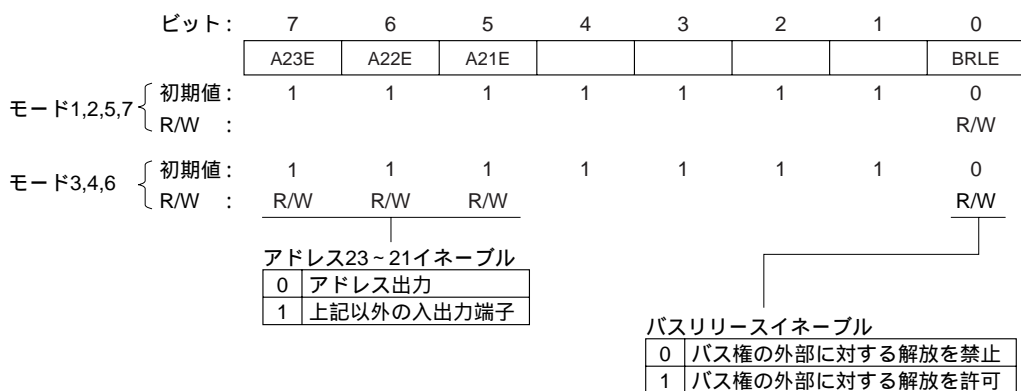 ビット: 7 6 5 4 3 2 1 0
A23E A22E A21E BRLE
モード1,2,5,7 初期値: 1 1 1 1 1 1 1 0
R/W : R/W
モード3,4,6 初期値: 1 1 1 1 1 1 1 0
R/W : R/W R/W R/W R/W
アドレス23~21イネーブル
0 アドレス出力
1 上記以外の入出力端子
バスリリースイネーブル
0 バス権の外部に対する解放を禁止
1 バス権の外部に対する解放を許可